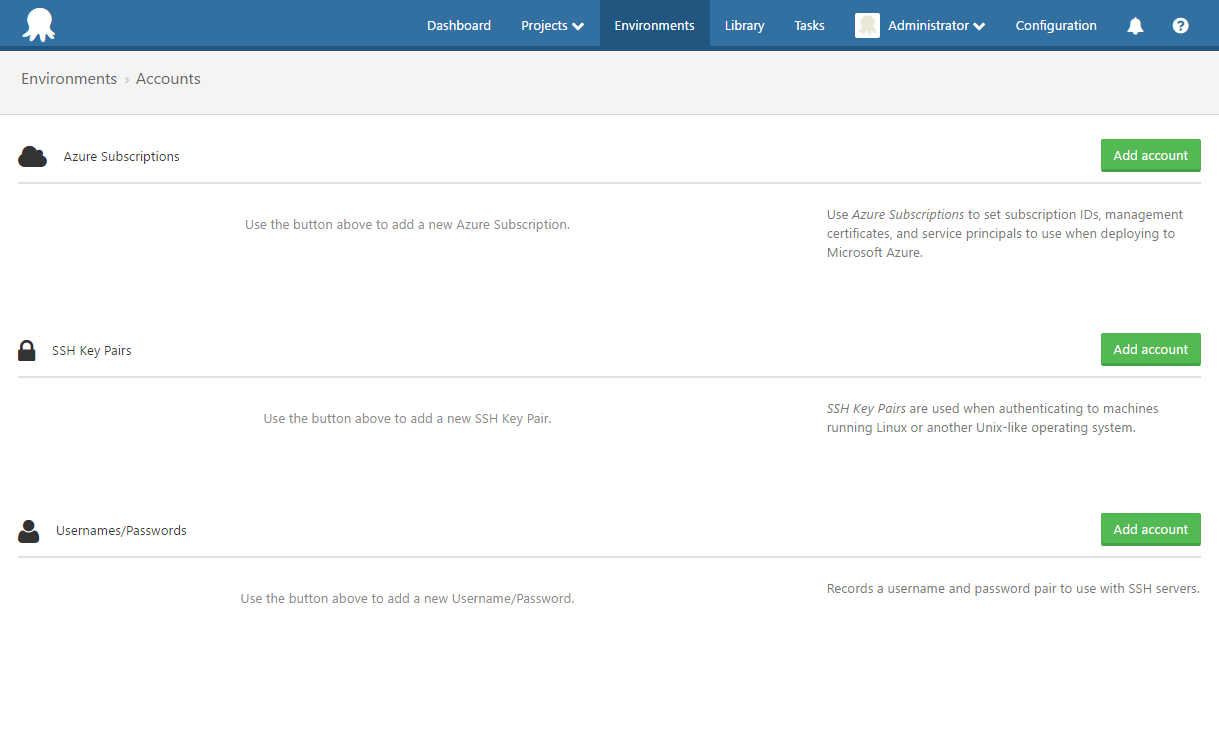 Dashboard Projects Environments Library Tasks Administrator Configuration
Environments › Accounts
Azure Subscriptions Add account
Use the button above to add a new Azure Subscription.
Use Azure Subscriptions to set subscription IDs, management
certificates, and service principals to use when deploying to
Microsoft Azure.
SSH Key Pairs Add account
Use the button above to add a new SSH Key Pair.
SSH Key Pairs are used when authenticating to machines
running Linux or another Unix-like operating system.
Usernames/Passwords Add account
Use the button above to add a new Username/Password.
Records a username and password pair to use with SSH servers.